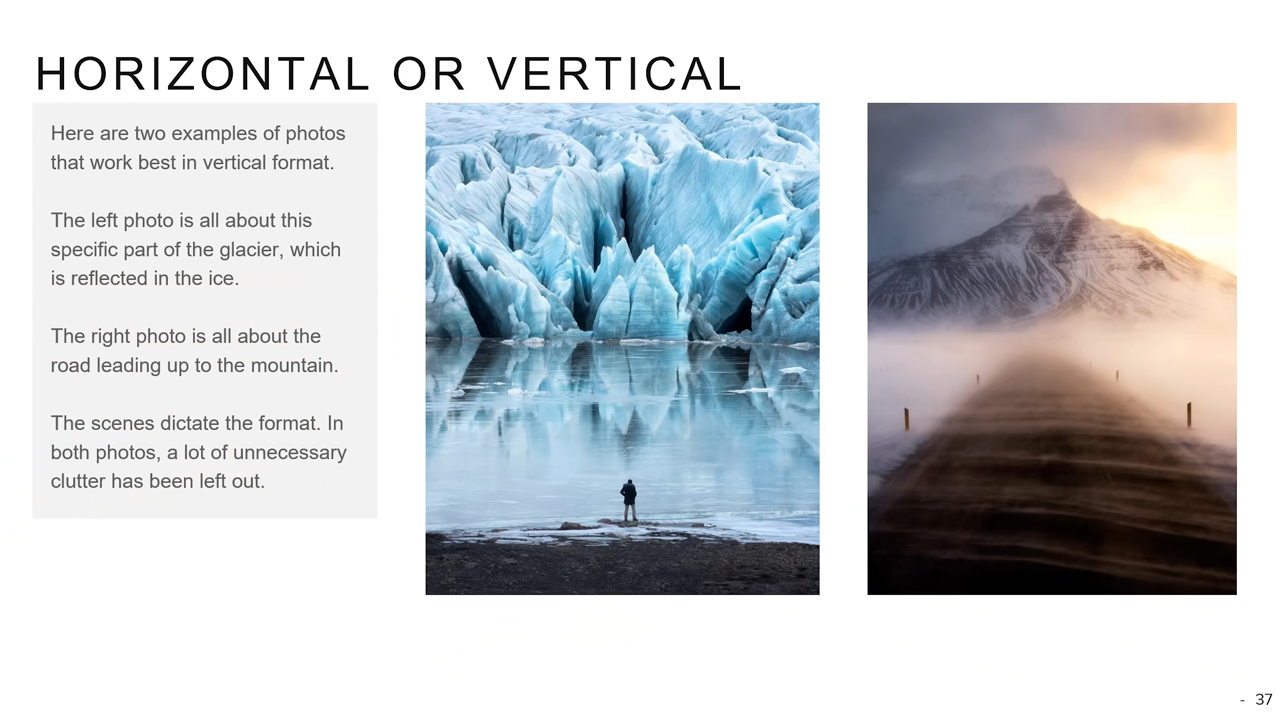 HORIZONTAL OR VERTICAL
Here are two examples of photos
that work best in vertical format.
The left photo is all about this
specific part of the glacier, which
is reflected in the ice.
The right photo is all about the
road leading up to the mountain.
The scenes dictate the format. In
both photos, a lot of unnecessary
clutter has been left out.
- 37